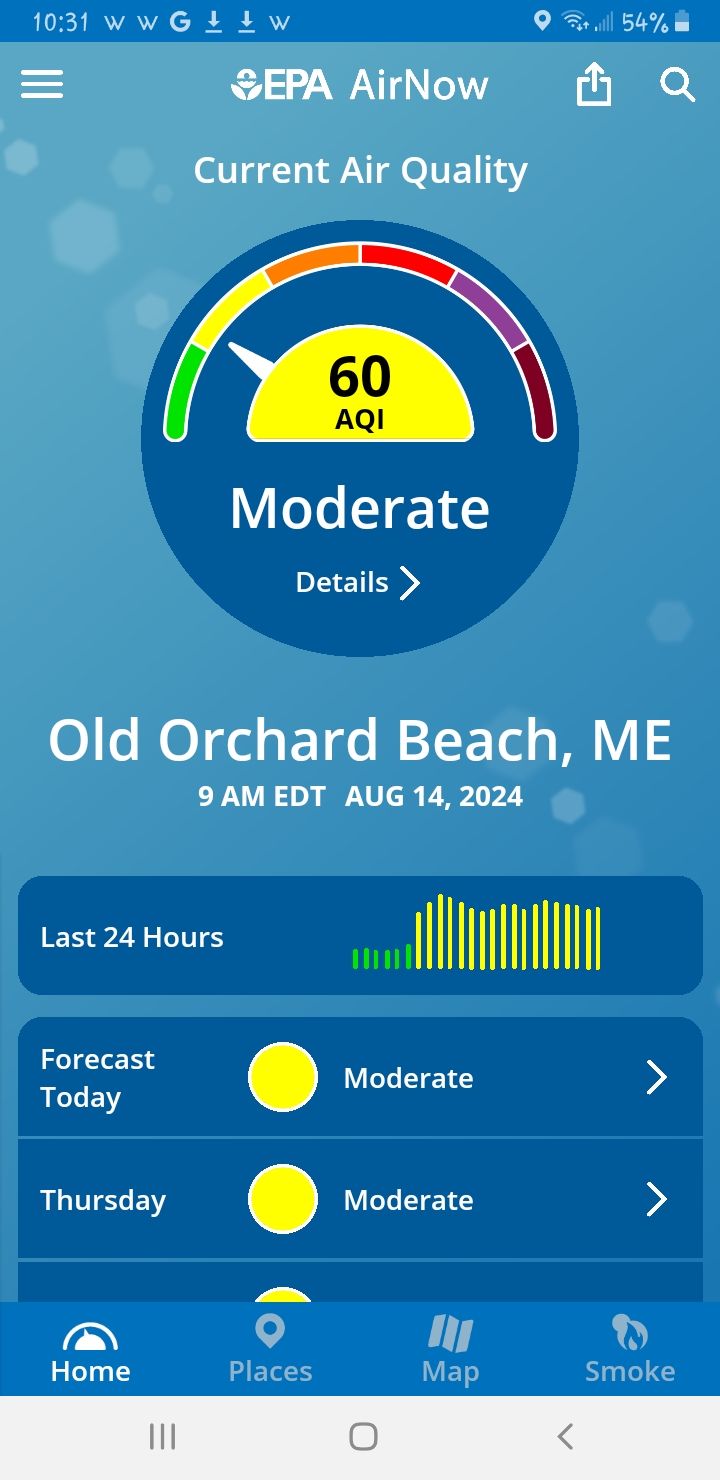 10:31 W W G W 54%
EPA AirNow
Current Air Quality
60
AQI
Moderate
Details
Old Orchard Beach, ME
9 AM EDT AUG 14, 2024
Last 24 Hours
Forecast
Today
Moderate
Thursday
Moderate
Home Places Map Smoke